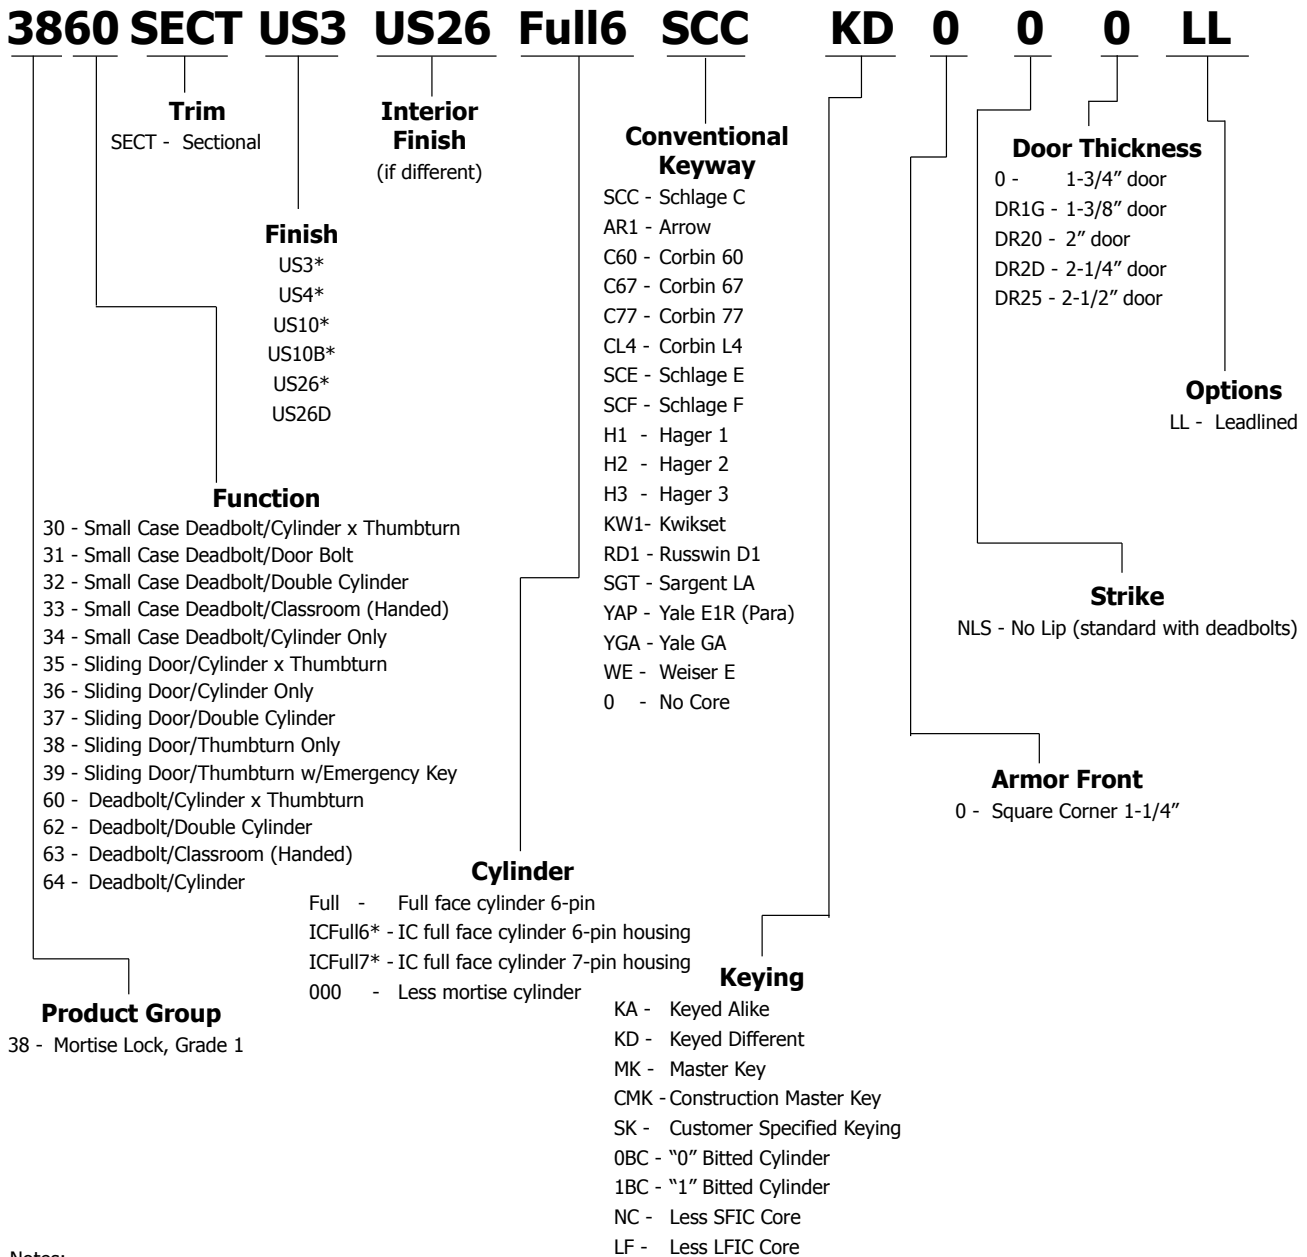 3860 SECT US3 US26 Full6 SCC KD 0 0 0 LL
Trim
SECT - Sectional
Interior
Finish
(if different)
Finish
US3*
US4*
US10*
US10B*
US26*
US26D
Function
30 - Small Case Deadbolt/Cylinder x Thumbturn
31 - Small Case Deadbolt/Door Bolt
32 - Small Case Deadbolt/Double Cylinder
33 - Small Case Deadbolt/Classroom (Handed)
34 - Small Case Deadbolt/Cylinder Only
35 - Sliding Door/Cylinder x Thumbturn
36 - Sliding Door/Cylinder Only
37 - Sliding Door/Double Cylinder
38 - Sliding Door/Thumbturn Only
39 - Sliding Door/Thumbturn w/Emergency Key
60 - Deadbolt/Cylinder x Thumbturn
62 - Deadbolt/Double Cylinder
63 - Deadbolt/Classroom (Handed)
64 - Deadbolt/Cylinder
Product Group
38 - Mortise Lock, Grade 1
Cylinder
Full - Full face cylinder 6-pin
ICFull6* - IC full face cylinder 6-pin housing
ICFull7* - IC full face cylinder 7-pin housing
000 - Less mortise cylinder
Conventional
Keyway
SCC - Schlage C
AR1 - Arrow
C60 - Corbin 60
C67 - Corbin 67
C77 - Corbin 77
CL4 - Corbin L4
SCE - Schlage E
SCF - Schlage F
H1 - Hager 1
H2 - Hager 2
H3 - Hager 3
KW1- Kwikset
RD1 - Russwin D1
SGT - Sargent LA
YAP - Yale E1R (Para)
YGA - Yale GA
WE - Weiser E
0 - No Core
Keying
KA - Keyed Alike
KD - Keyed Different
MK - Master Key
CMK - Construction Master Key
SK - Customer Specified Keying
0BC - “0” Bitted Cylinder
1BC - “1” Bitted Cylinder
NC - Less SFIC Core
LF - Less LFIC Core
Door Thickness
0 - 1-3/4” door
DR1G - 1-3/8” door
DR20 - 2” door
DR2D - 2-1/4” door
DR25 - 2-1/2” door
Options
LL - Leadlined
Strike
NLS - No Lip (standard with deadbolts)
Armor Front
0 - Square Corner 1-1/4”
Notes: